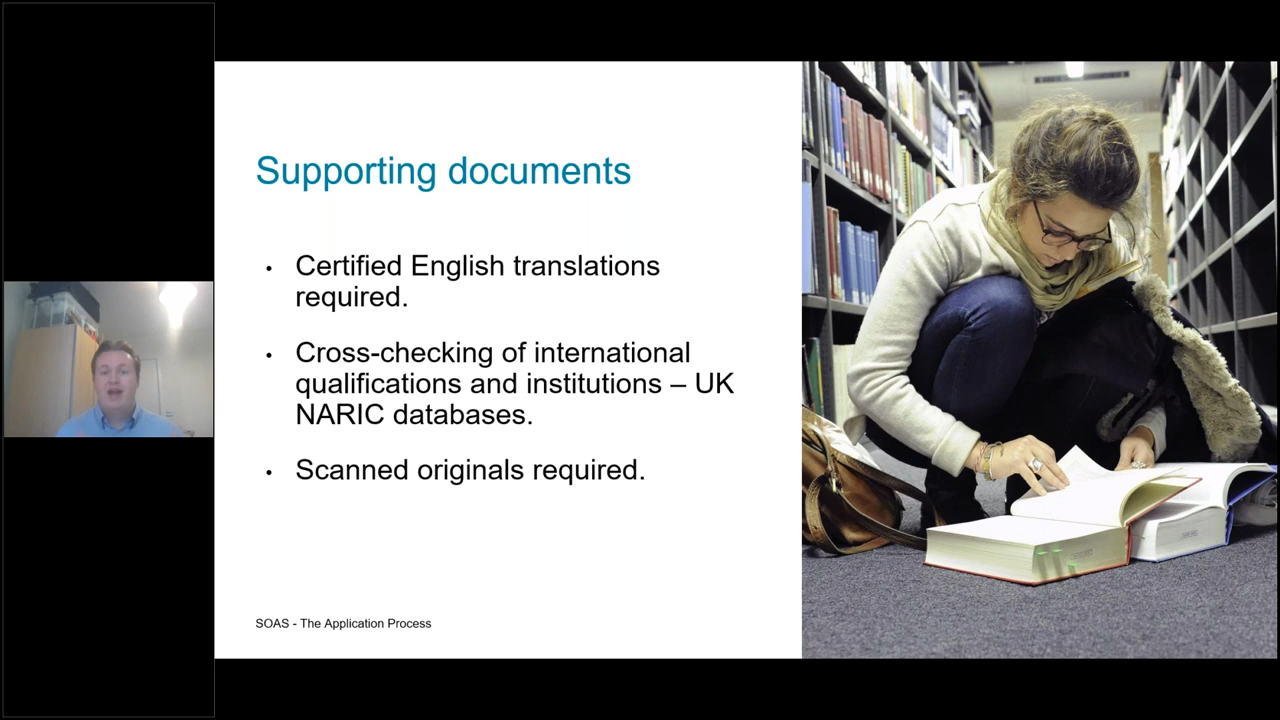 Supporting documents
• Certified English translations
required.
• Cross-checking of international
qualifications and institutions – UK
NARIC databases.
• Scanned originals required.
SOAS - The Application Process